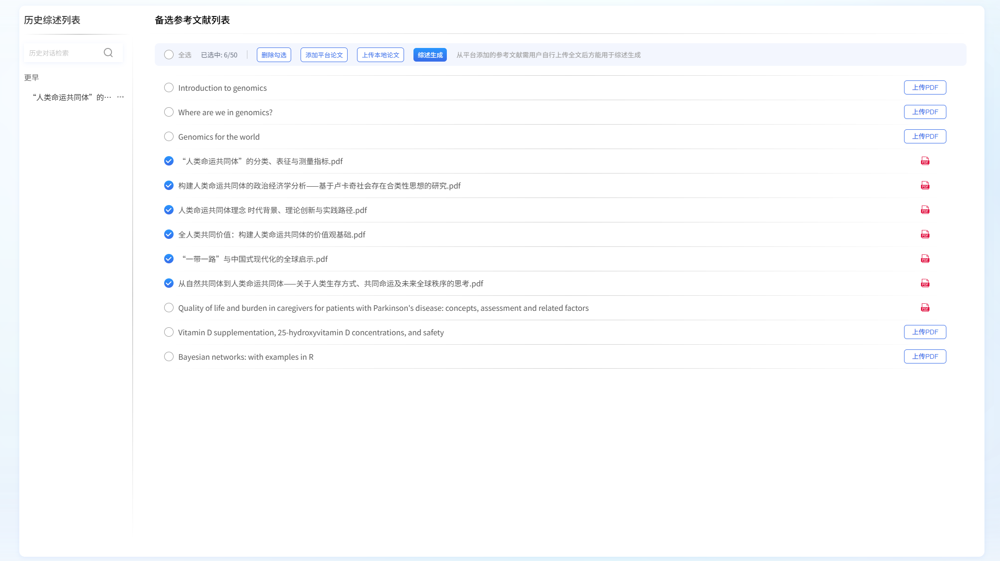 历史综述列表
历史对话检索
更早
“人类命运共同体”的…
备选参考文献列表
全选 已选中: 6/50 删除勾选 添加平台论文 上传本地论文 综述生成 从平台添加的参考文献需用户自行上传全文后方能用于综述生成
Introduction to genomics 上传PDF
Where are we in genomics? 上传PDF
Genomics for the world 上传PDF
“人类命运共同体”的分类、表征与测量指标.pdf PDF
构建人类命运共同体的政治经济学分析——基于卢卡奇社会存在合类性思想的研究.pdf PDF
人类命运共同体理念 时代背景、理论创新与实践路径.pdf PDF
全人类共同价值：构建人类命运共同体的价值观基础.pdf PDF
“一带一路”与中国式现代化的全球启示.pdf PDF
从自然共同体到人类命运共同体——关于人类生存方式、共同命运及未来全球秩序的思考.pdf PDF
Quality of life and burden in caregivers for patients with Parkinson's disease: concepts, assessment and related factors PDF
Vitamin D supplementation, 25-hydroxyvitamin D concentrations, and safety 上传PDF
Bayesian networks: with examples in R 上传PDF